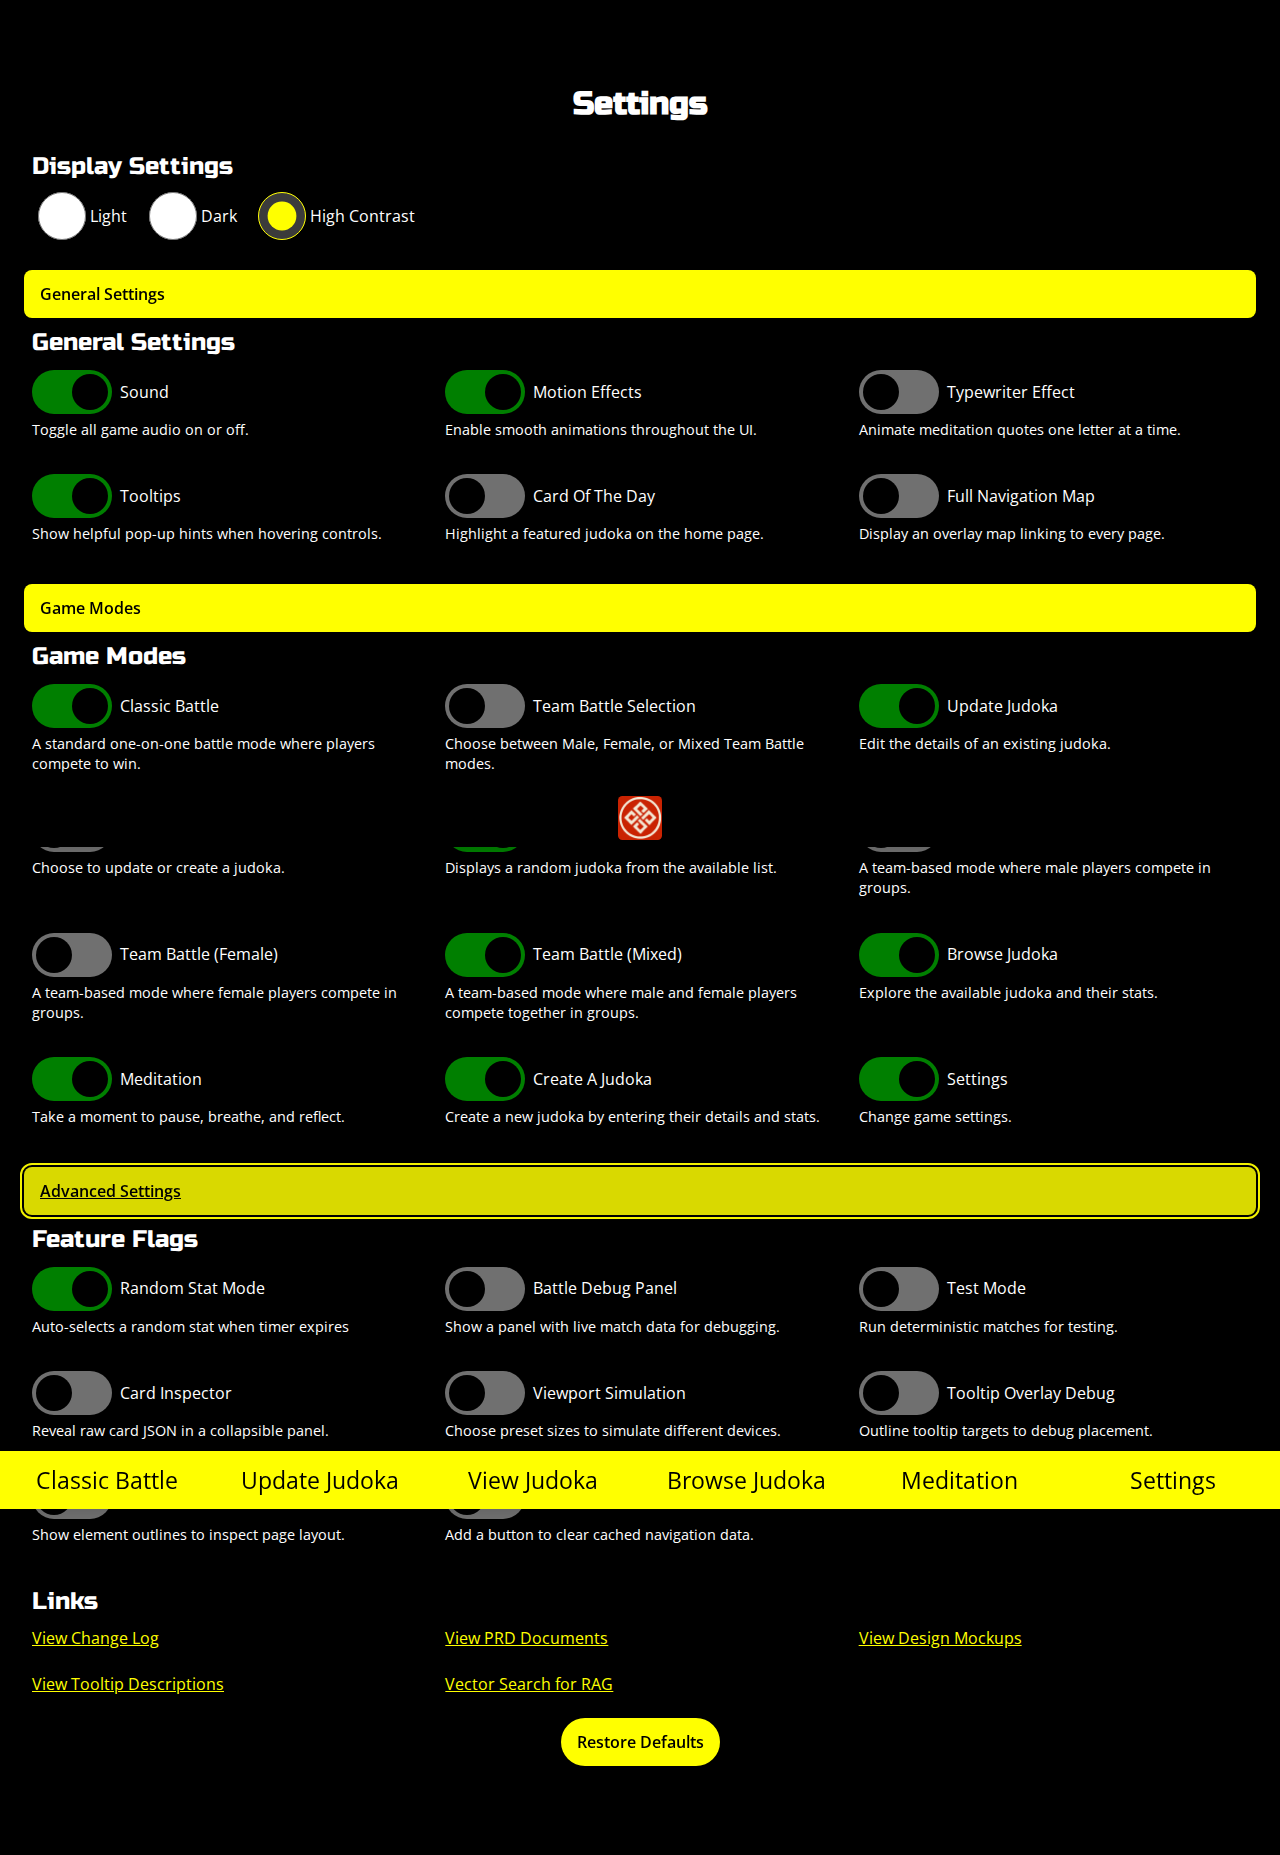 Settings
Display Settings
Light
Dark
High Contrast
General Settings
General Settings
Sound
Motion Effects
Typewriter Effect
Toggle all game audio on or off.
Enable smooth animations throughout the UI.
Animate meditation quotes one letter at a time.
Tooltips
Card Of The Day
Full Navigation Map
Show helpful pop-up hints when hovering controls.
Highlight a featured judoka on the home page.
Display an overlay map linking to every page.
Game Modes
Game Modes
Classic Battle
Team Battle Selection
Update Judoka
A standard one-on-one battle mode where players
compete to win.
Choose between Male, Female, or Mixed Team Battle
modes.
Edit the details of an existing judoka.
Choose to update or create a judoka.
Displays a random judoka from the available list.
A team-based mode where male players compete in
groups.
Team Battle (Female)
Team Battle (Mixed)
Browse Judoka
A team-based mode where female players compete in
groups.
A team-based mode where male and female players
compete together in groups.
Explore the available judoka and their stats.
Meditation
Create A Judoka
Settings
Take a moment to pause, breathe, and reflect.
Create a new judoka by entering their details and stats.
Change game settings.
Advanced Settings
Feature Flags
Random Stat Mode
Battle Debug Panel
Test Mode
Auto-selects a random stat when timer expires
Show a panel with live match data for debugging.
Run deterministic matches for testing.
Card Inspector
Viewport Simulation
Tooltip Overlay Debug
Reveal raw card JSON in a collapsible panel.
Choose preset sizes to simulate different devices.
Outline tooltip targets to debug placement.
Classic Battle
Update Judoka
View Judoka
Browse Judoka
Meditation
Settings
Show element outlines to inspect page layout.
Add a button to clear cached navigation data.
Links
View Change Log
View PRD Documents
View Design Mockups
View Tooltip Descriptions
Vector Search for RAG
Restore Defaults